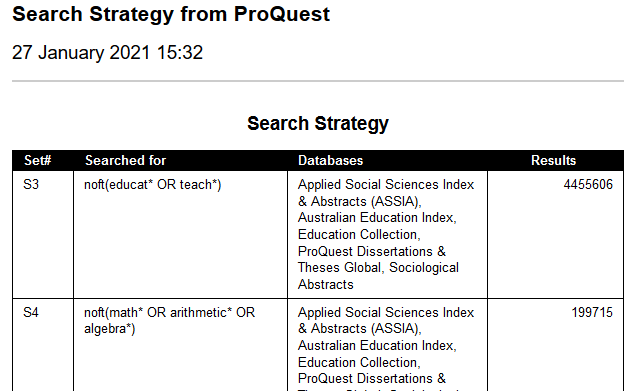 Search Strategy from ProQuest
27 January 2021 15:32
Search Strategy
Set# Searched for Databases Results
S3 noft(educat* OR teach*) Applied Social Sciences Index 4455606
& Abstracts (ASSIA),
Australian Education Index,
Education Collection,
ProQuest Dissertations &
Theses Global, Sociological
Abstracts
S4 noft(math* OR arithmetic* OR Applied Social Sciences Index 199715
algebra*) & Abstracts (ASSIA),
Australian Education Index,
Education Collection,
ProQuest Dissertations &